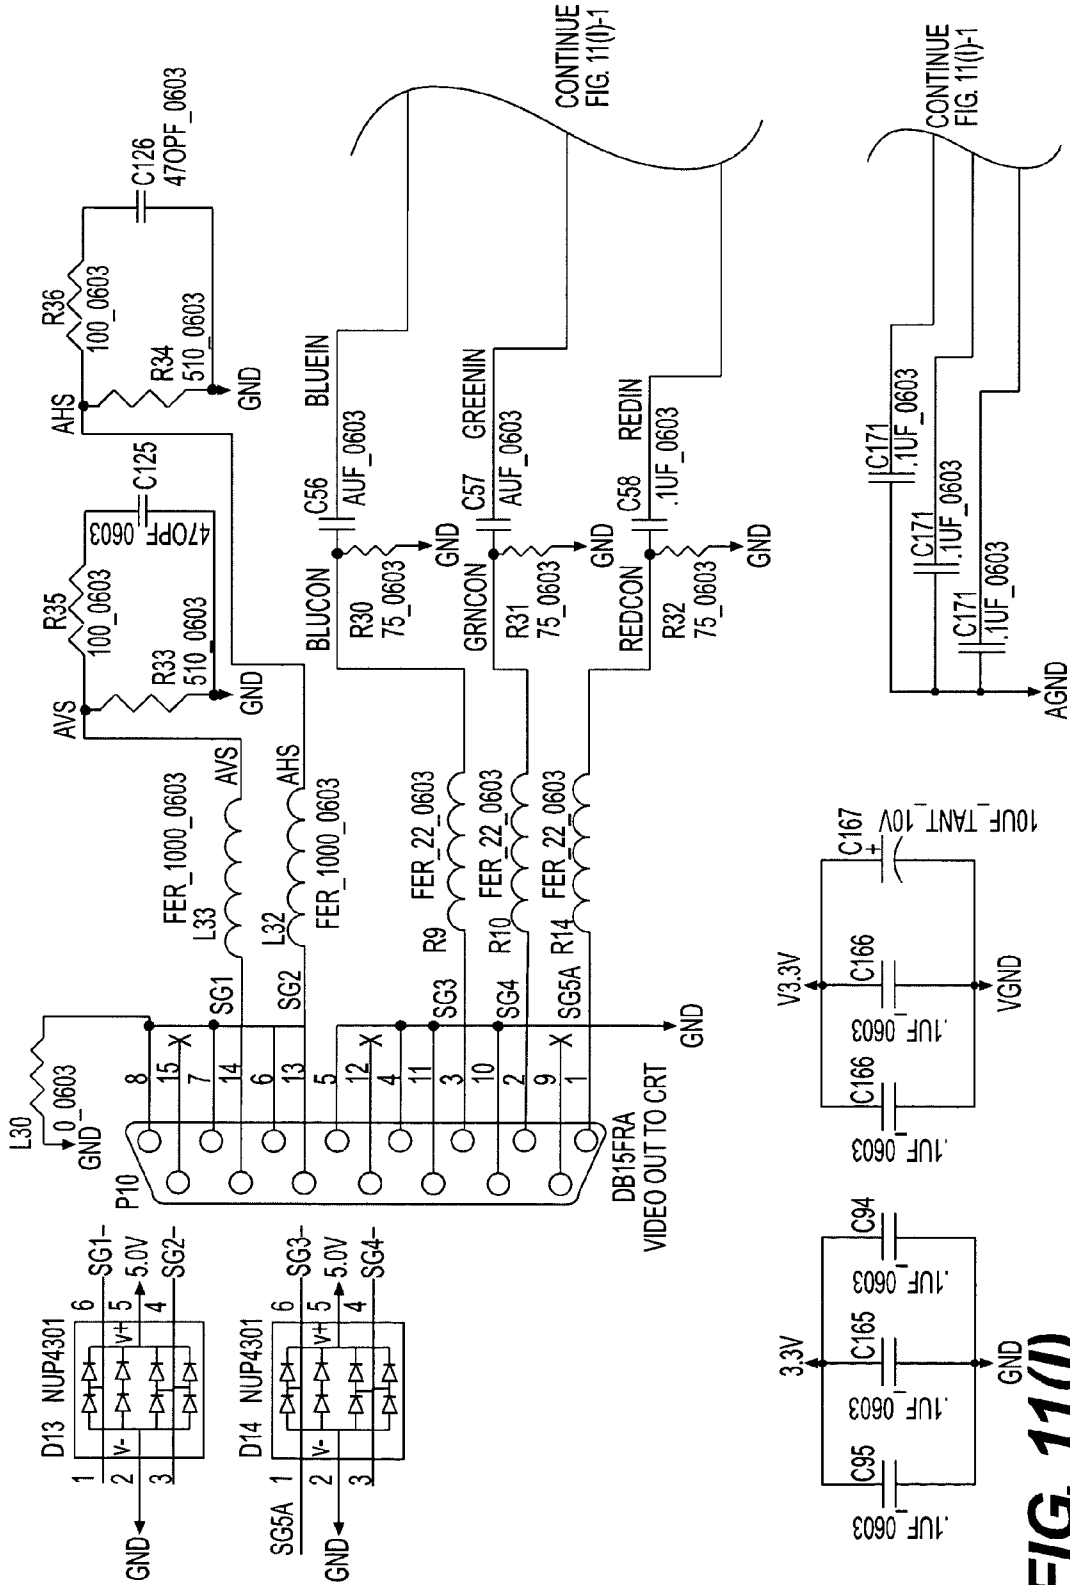 L30
0_0603
GND
P10
8
15
X
7
14
6
13
5
12
X
4
11
3
10
2
9
X
1
SG1
SG2
SG3
SG4
SG5A
GND
DB15FRA
VIDEO OUT TO CRT
FER_1000_0603
L33
AVS
L32
AHS
FER_1000_0603
FER_22_0603
R9
FER_22_0603
R10
FER_22_0603
R14
AVS
R35
100_0603
R33
510_0603
GND
C125
47OPF_0603
AHS
R36
100_0603
R34
510_0603
GND
C126
47OPF_0603
BLUCON
C56
AUF_0603
BLUEIN
R30
75_0603
GND
GRNCON
C57
AUF_0603
GREENIN
R31
75_0603
GND
REDCON
C58
.1UF_0603
REDIN
R32
75_0603
GND
CONTINUE
FIG. 11(I)-1
D13 NUP4301
1
2
3
V-
V+
6
5
4
SG1-
5.0V
SG2-
GND
D14 NUP4301
SG5A
1
2
3
V-
V+
6
5
4
SG3-
5.0V
SG4-
GND
3.3V
C95
.1UF_0603
C165
.1UF_0603
C94
.1UF_0603
GND
V3.3V
C166
.1UF_0603
C166
.1UF_0603
C167
+
10UF_TANT_10V
VGND
C171
.1UF_0603
C171
.1UF_0603
C171
.1UF_0603
AGND
CONTINUE
FIG. 11(I)-1
FIG. 11(I)